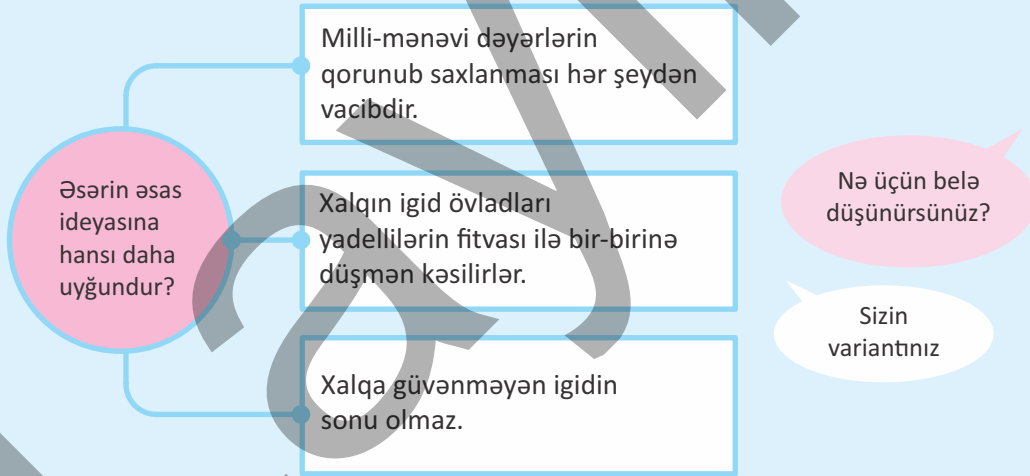 Milli-mənəvi dəyərlərin
qorunub saxlanması hər şeydən
vacibdir.
Əsərin əsas
ideyasına
hansı daha
uyğundur?
Xalqın igid övladları
yadellilərin fitvası ilə bir-birinə
düşmən kəsilirlər.
Xalqa güvənməyən igidin
sonu olmaz.
Nə üçün belə
düşünürsünüz?
Sizin
variantınız